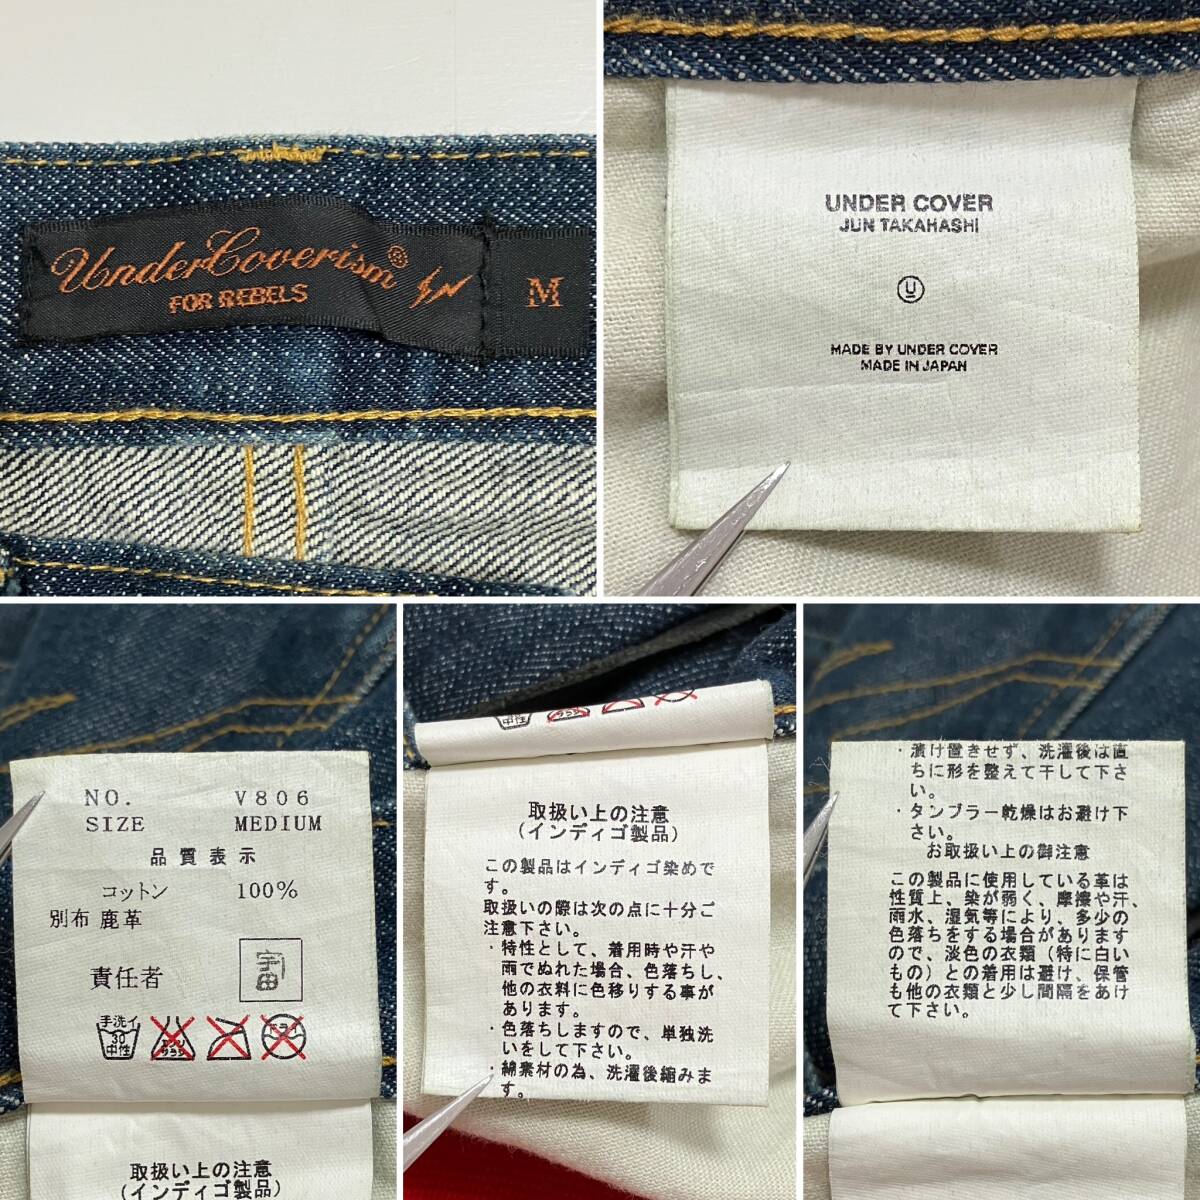 UnderCoverism®
FOR REBELS
M
UNDER COVER
JUN TAKAHASHI
U
MADE BY UNDER COVER
MADE IN JAPAN
NO. V806
SIZE MEDIUM
品質表示
コットン 100%
別布 鹿革
責任者
宇田
手洗イ
30
中性
エンソ
サラシ
ドライ
取扱い上の注意
(インディゴ製品)
中性
サラシ
取扱い上の注意
(インディゴ製品)
この製品はインディゴ染めで
す。
取扱いの際は次の点に十分ご
注意下さい。
・特性として、着用時や汗や
雨でぬれた場合、色落ちし、
他の衣料に色移りする事が
あります。
・色落ちしますので、単独洗
いをして下さい。
・綿素材の為、洗濯後縮みま
す。
・漬け置きせず、洗濯後は直
ちに形を整えて干して下さ
い。
・タンブラー乾燥はお避け下
さい。
お取扱い上の御注意
この製品に使用している革は
性質上、染が弱く、摩擦や汗、
雨水、湿気等により、多少の
色落ちをする場合があります
ので、淡色の衣類（特に白い
もの）との着用は避け、保管
も他の衣類と少し間隔をあけ
て下さい。